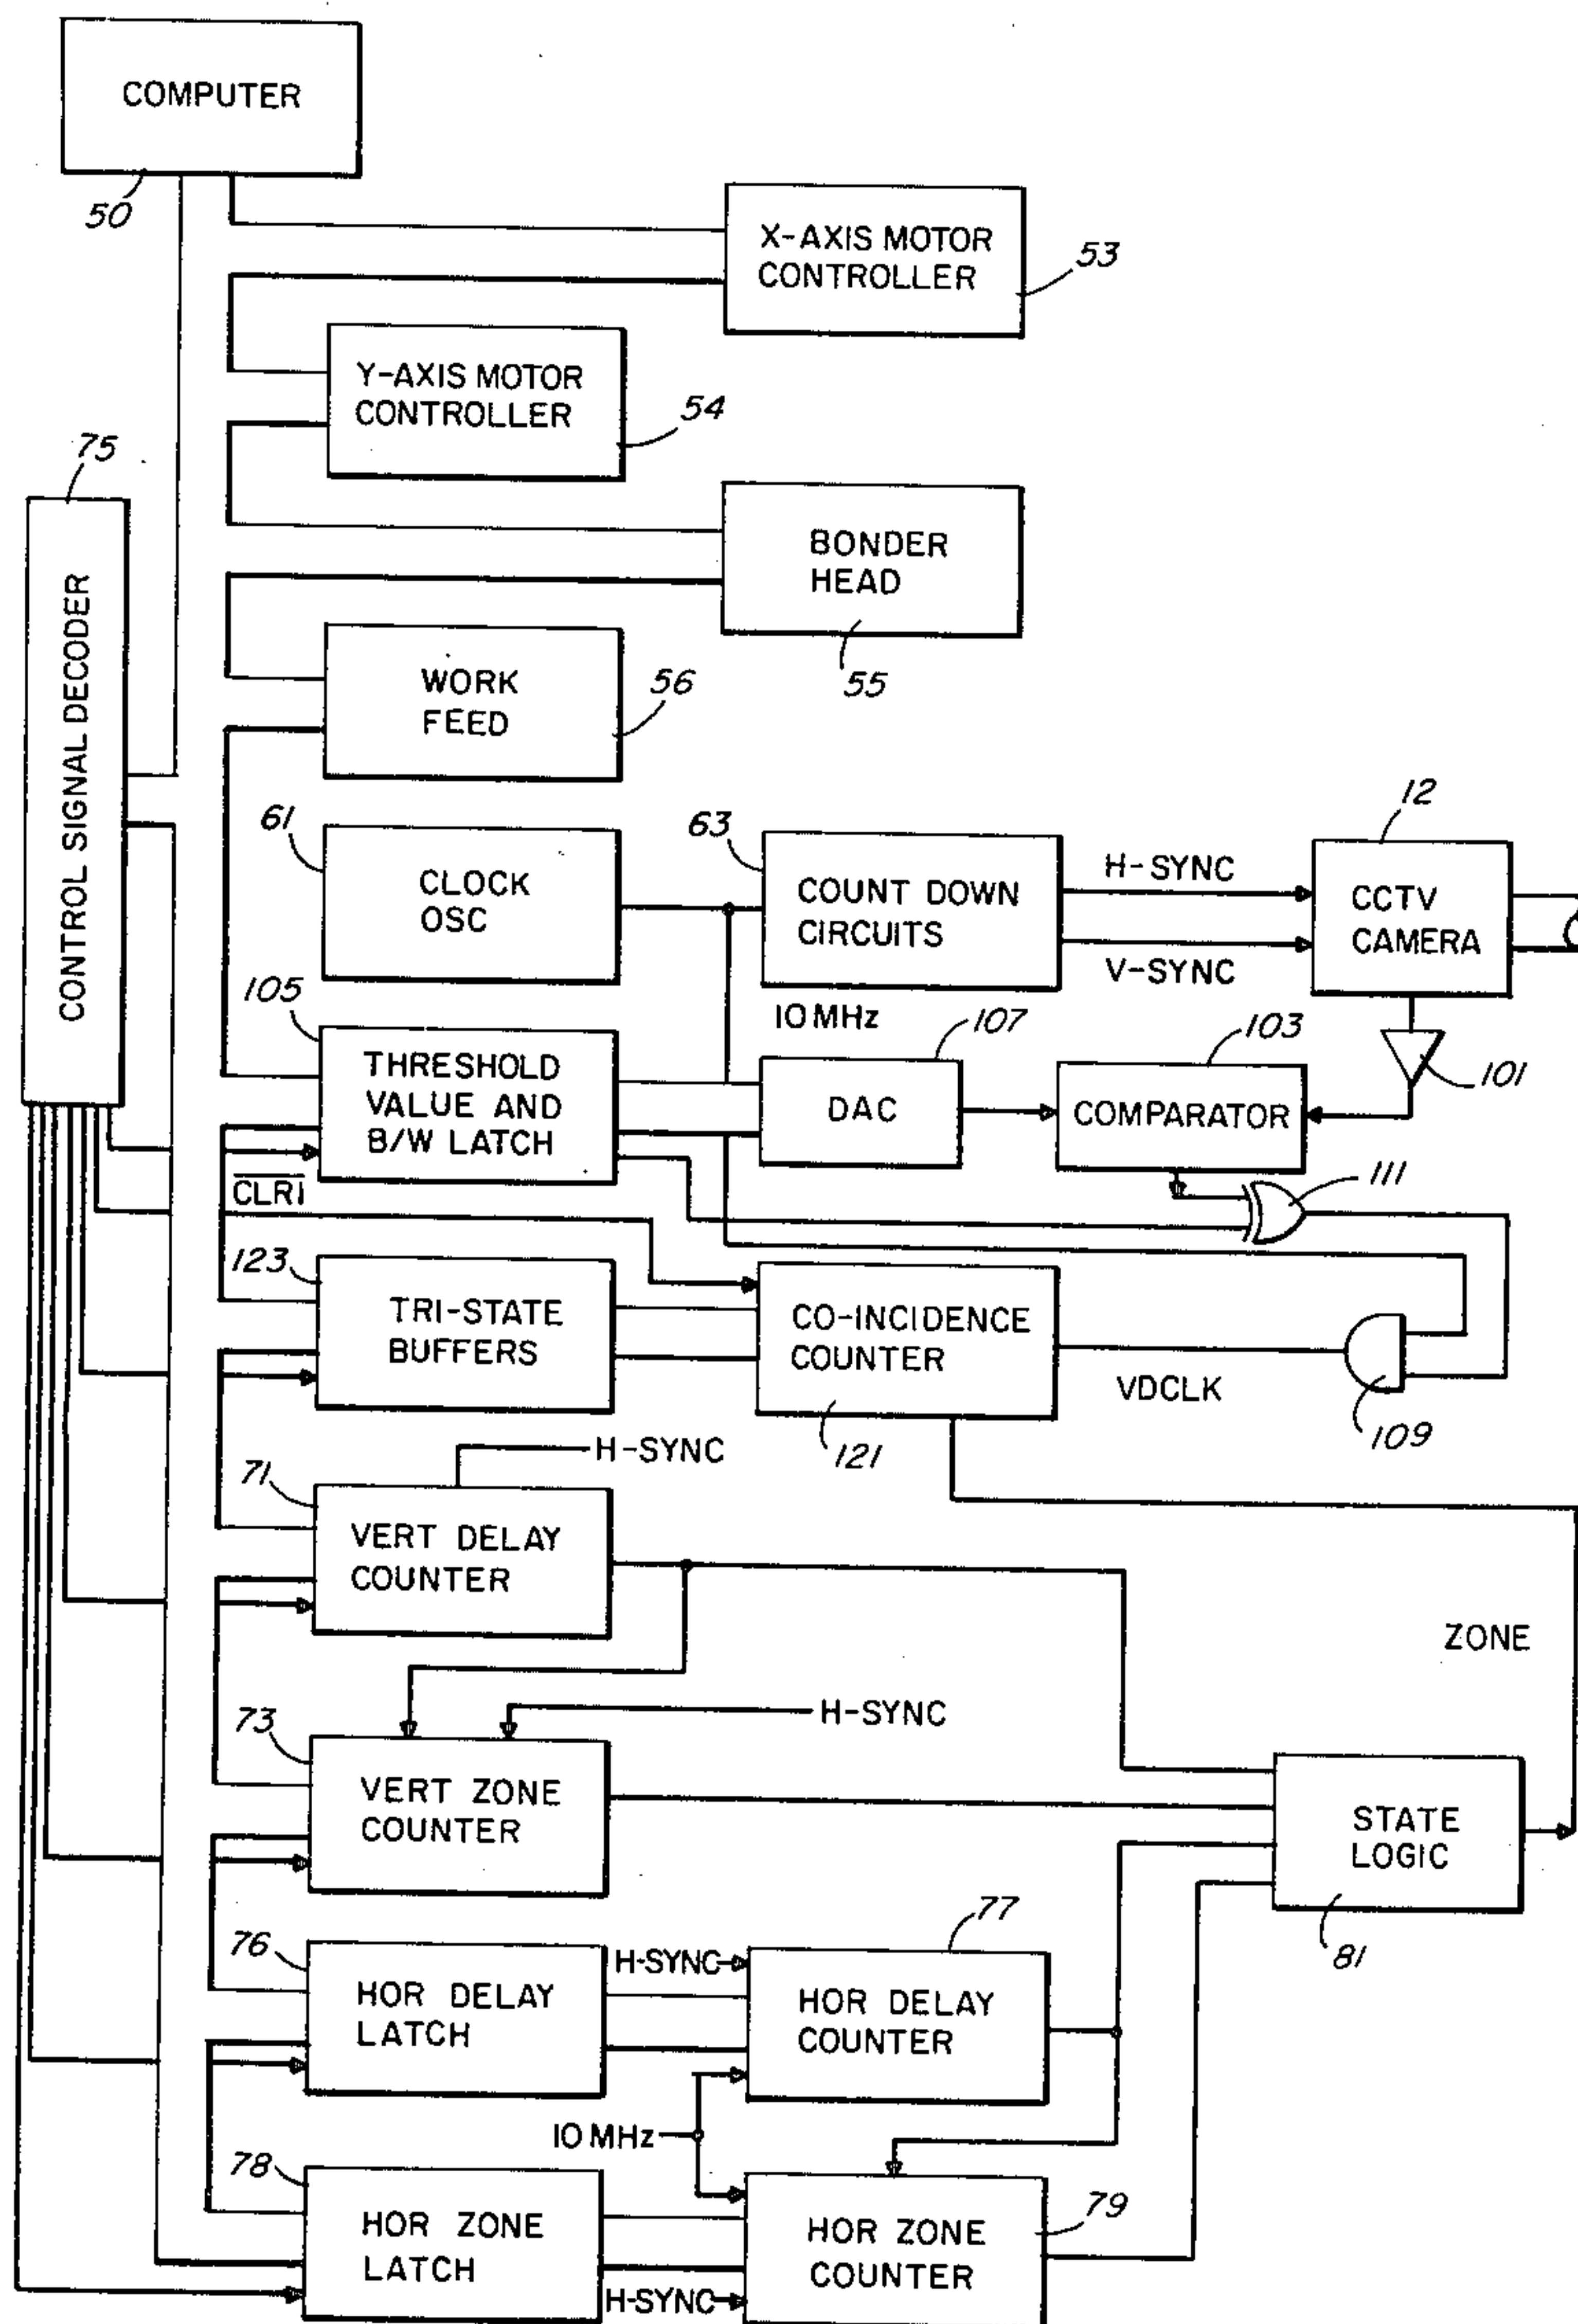 COMPUTER
50
X-AXIS MOTOR
CONTROLLER
53
Y-AXIS MOTOR
CONTROLLER
54
75
CONTROL SIGNAL DECODER
BONDER
HEAD
55
WORK
FEED
56
61
CLOCK
OSC
63
COUNT DOWN
CIRCUITS
H-SYNC
V-SYNC
12
CCTV
CAMERA
10 MHz
105
THRESHOLD
VALUE AND
B/W LATCH
107
DAC
103
COMPARATOR
101
CLR1
111
123
TRI-STATE
BUFFERS
CO-INCIDENCE
COUNTER
121
VDCLK
109
H-SYNC
71
VERT DELAY
COUNTER
ZONE
H-SYNC
73
VERT ZONE
COUNTER
STATE
LOGIC
81
76
HOR DELAY
LATCH
H-SYNC
77
HOR DELAY
COUNTER
10 MHz
78
HOR ZONE
LATCH
H-SYNC
79
HOR ZONE
COUNTER